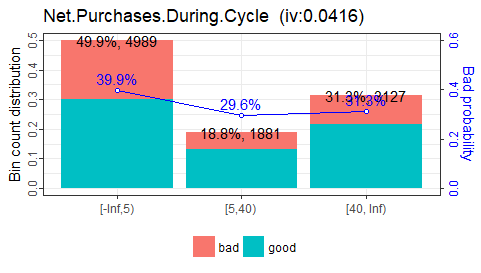 Net.Purchases.During.Cycle (iv:0.0416)
Bin count distribution
0.0
0.1
0.2
0.3
0.4
0.5
49.9%, 4989
39.9%
18.8%, 1881
29.6%
31.3%, 3127
31.3%
0.0
0.2
0.4
0.6
Bad probability
[-Inf,5)
[5,40)
[40, Inf)
bad
good